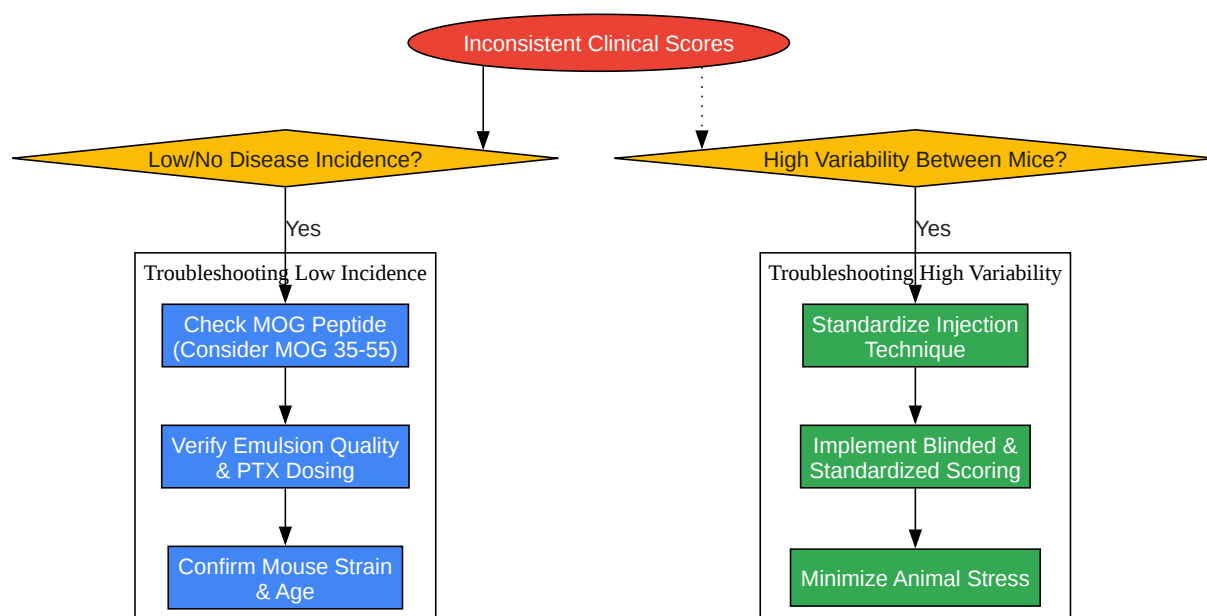 Inconsistent Clinical Scores
Low/No Disease Incidence?
High Variability Between Mice?
Yes
Yes
Troubleshooting Low Incidence
Check MOG Peptide
(Consider MOG 35-55)
Verify Emulsion Quality
& PTX Dosing
Confirm Mouse Strain
& Age
Troubleshooting High Variability
Standardize Injection
Technique
Implement Blinded &
Standardized Scoring
Minimize Animal Stress